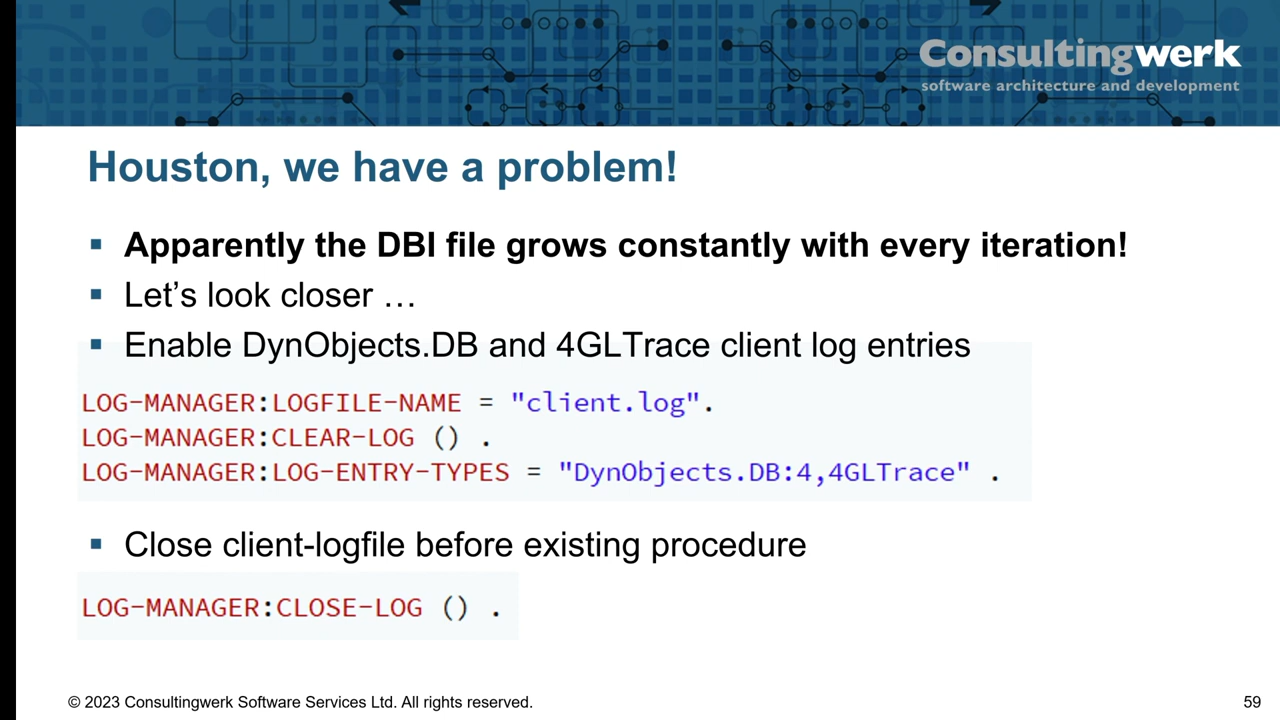 Consultingwerk
software architecture and development
Houston, we have a problem!
▪ Apparently the DBI file grows constantly with every iteration!
▪ Let’s look closer …
▪ Enable DynObjects.DB and 4GLTrace client log entries
LOG-MANAGER:LOGFILE-NAME = "client.log".
LOG-MANAGER:CLEAR-LOG () .
LOG-MANAGER:LOG-ENTRY-TYPES = "DynObjects.DB:4,4GLTrace" .
▪ Close client-logfile before existing procedure
LOG-MANAGER:CLOSE-LOG () .
© 2023 Consultingwerk Software Services Ltd. All rights reserved.
59